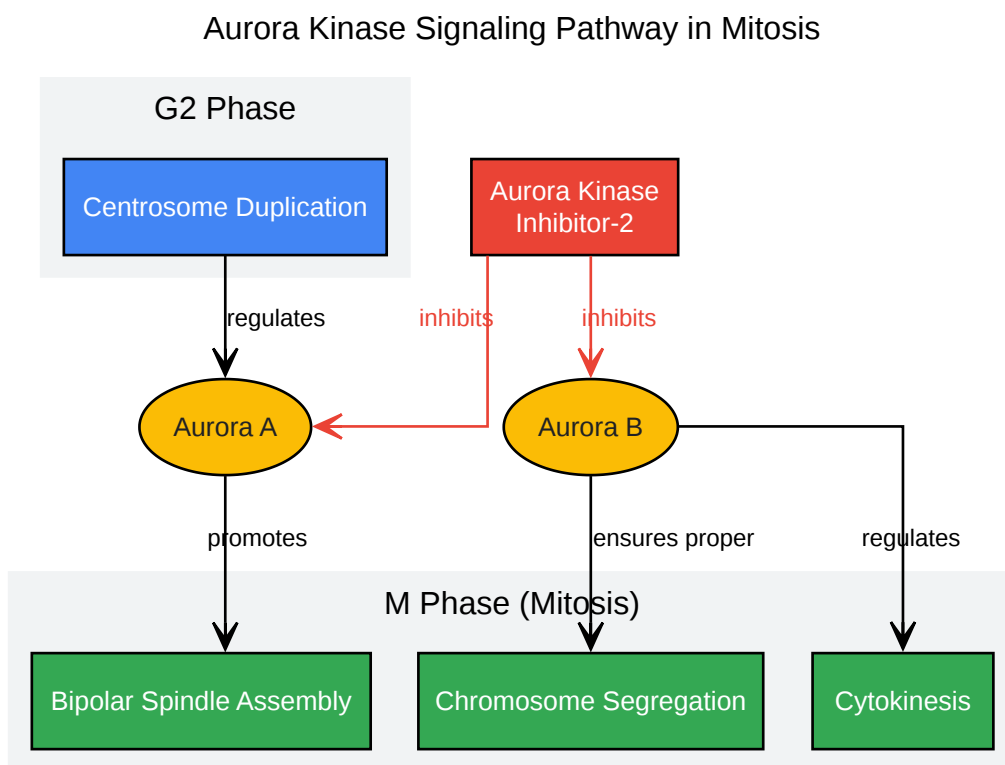 Aurora Kinase Signaling Pathway in Mitosis
G2 Phase
Centrosome Duplication
Aurora Kinase
Inhibitor-2
regulates
inhibits
inhibits
Aurora A
Aurora B
promotes
ensures proper
regulates
M Phase (Mitosis)
Bipolar Spindle Assembly
Chromosome Segregation
Cytokinesis